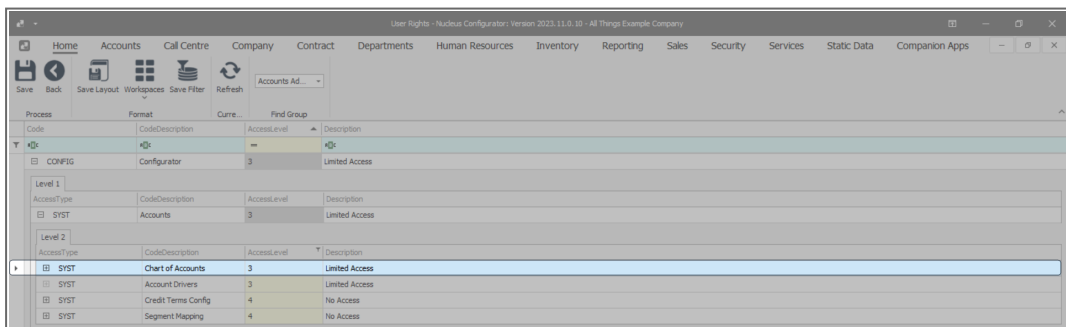 User Rights - Nucleus Configurator: Version 2023.11.0.10 - All Things Example Company
Home Accounts Call Centre Company Contract Departments Human Resources Inventory Reporting Sales Security Services Static Data Companion Apps
Accounts Ad...
Save Back Save Layout Workspaces Save Filter Refresh
Process Format Curre... Find Group
Code CodeDescription AccessLevel Description
CONFIG Configurator 3 Limited Access
Level 1
AccessType CodeDescription AccessLevel Description
SYST Accounts 3 Limited Access
Level 2
AccessType CodeDescription AccessLevel Description
SYST Chart of Accounts 3 Limited Access
SYST Account Drivers 3 Limited Access
SYST Credit Terms Config 4 No Access
SYST Segment Mapping 4 No Access